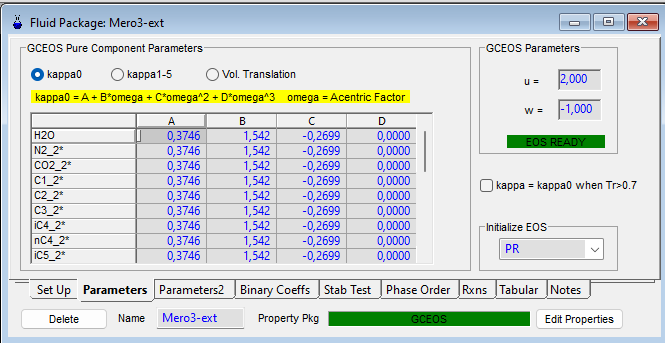 Fluid Package: Mero3-ext
GCEOS Pure Component Parameters
kappa0 kappa1-5 Vol. Translation
kappa0 = A + B*omega + C*omega^2 + D*omega^3 omega = Acentric Factor
A B C D
H2O 0,3746 1,542 -0,2699 0,0000
N2_2* 0,3746 1,542 -0,2699 0,0000
CO2_2* 0,3746 1,542 -0,2699 0,0000
C1_2* 0,3746 1,542 -0,2699 0,0000
C2_2* 0,3746 1,542 -0,2699 0,0000
C3_2* 0,3746 1,542 -0,2699 0,0000
iC4_2* 0,3746 1,542 -0,2699 0,0000
nC4_2* 0,3746 1,542 -0,2699 0,0000
iC5_2* 0,3746 1,542 -0,2699 0,0000
GCEOS Parameters
u = 2,000
w = -1,000
EOS READY
kappa = kappa0 when Tr>0.7
Initialize EOS
PR
Set Up Parameters Parameters2 Binary Coeffs Stab Test Phase Order Rxns Tabular Notes
Delete Name Mero3-ext Property Pkg GCEOS Edit Properties